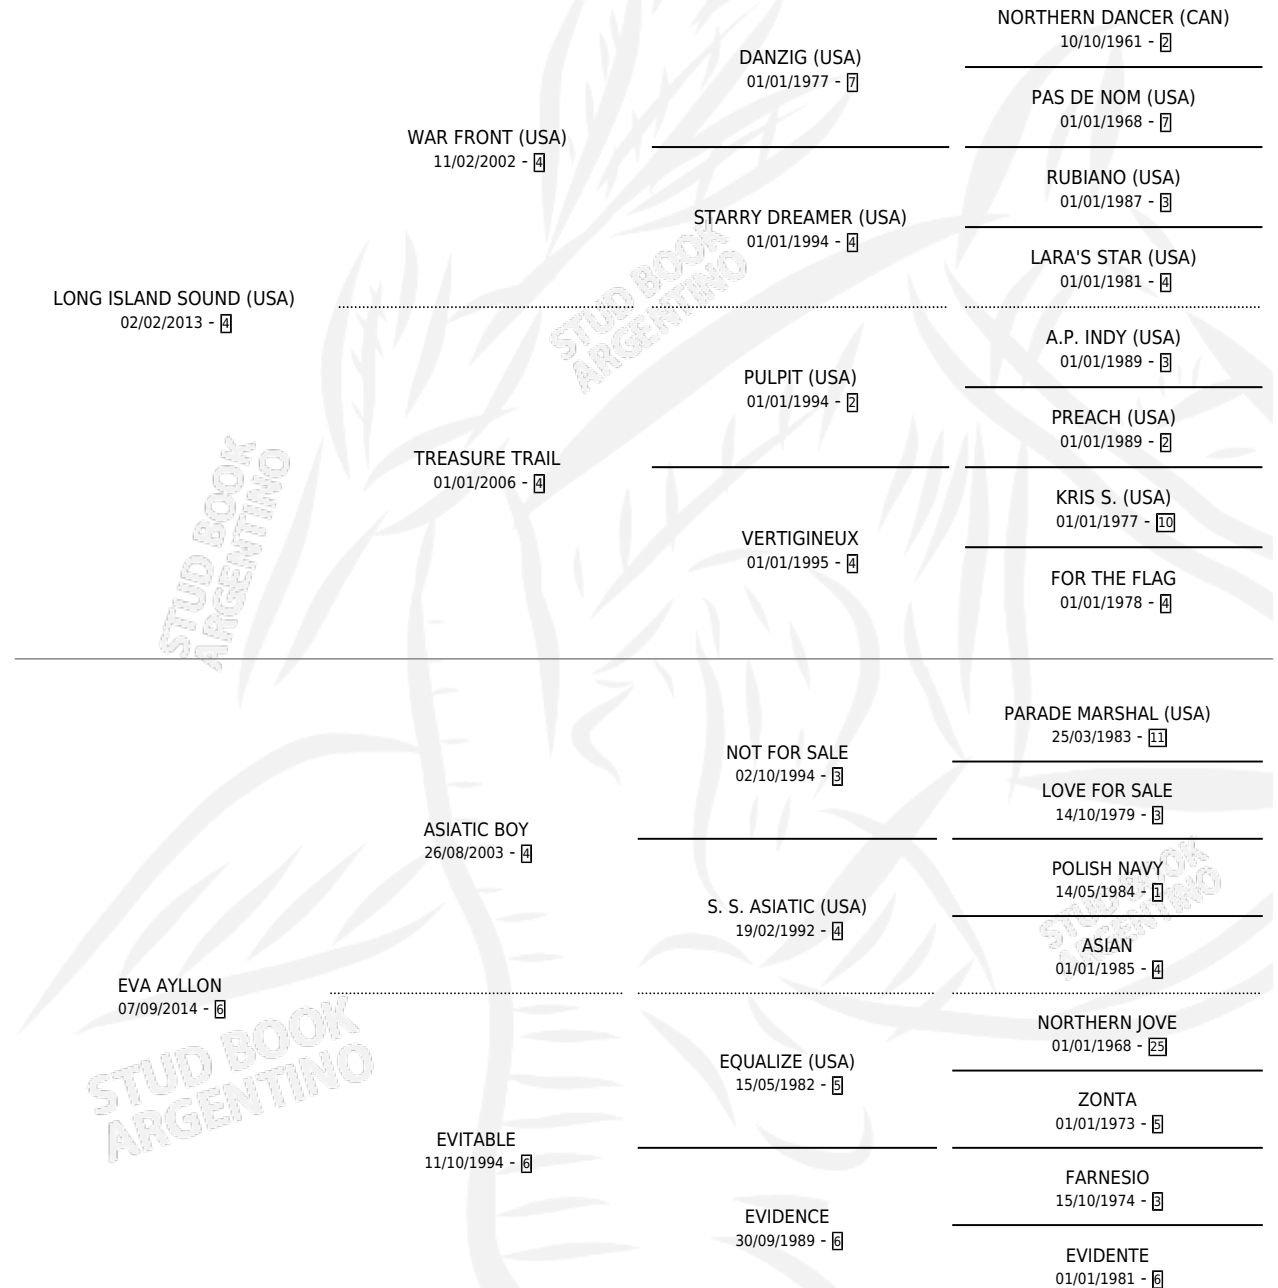 NORTHERN DANCER (CAN)
10/10/1961 - 2
DANZIG (USA)
01/01/1977 - 7
PAS DE NOM (USA)
01/01/1968 - 7
WAR FRONT (USA)
11/02/2002 - 4
RUBIANO (USA)
01/01/1987 - 3
STARRY DREAMER (USA)
01/01/1994 - 4
LARA'S STAR (USA)
01/01/1981 - 4
LONG ISLAND SOUND (USA)
02/02/2013 - 4
A.P. INDY (USA)
01/01/1989 - 3
PULPIT (USA)
01/01/1994 - 2
PREACH (USA)
01/01/1989 - 2
TREASURE TRAIL
01/01/2006 - 4
KRIS S. (USA)
01/01/1977 - 10
VERTIGINEUX
01/01/1995 - 4
FOR THE FLAG
01/01/1978 - 4
PARADE MARSHAL (USA)
25/03/1983 - 11
NOT FOR SALE
02/10/1994 - 3
LOVE FOR SALE
14/10/1979 - 3
ASIATIC BOY
26/08/2003 - 4
POLISH NAVY
14/05/1984 - 1
S. S. ASIATIC (USA)
19/02/1992 - 4
ASIAN
01/01/1985 - 4
EVA AYLLON
07/09/2014 - 6
NORTHERN JOVE
01/01/1968 - 25
EQUALIZE (USA)
15/05/1982 - 5
ZONTA
01/01/1973 - 5
EVITABLE
11/10/1994 - 6
FARNESIO
15/10/1974 - 3
EVIDENCE
30/09/1989 - 6
EVIDENTE
01/01/1981 - 6
STUD BOOK
ARGENTINO
STUD BOOK
ARGENTINO
STUD BOOK
ARGENTINO
STUD BOOK
ARGENTINO